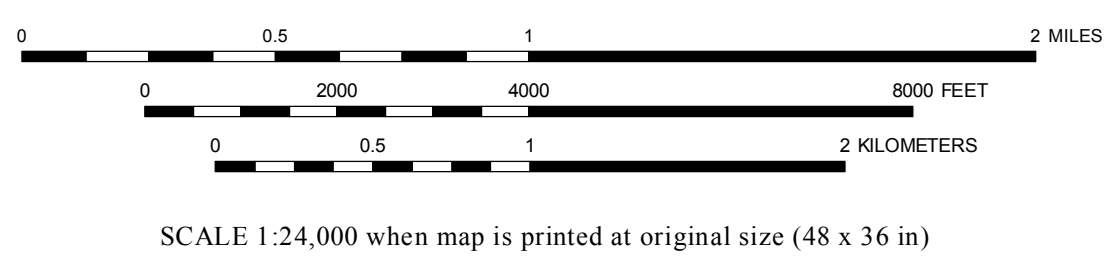 0 0.5 1 2 MILES
0 2000 4000 8000 FEET
0 0.5 1 2 KILOMETERS
SCALE 1:24,000 when map is printed at original size (48 x 36 in)